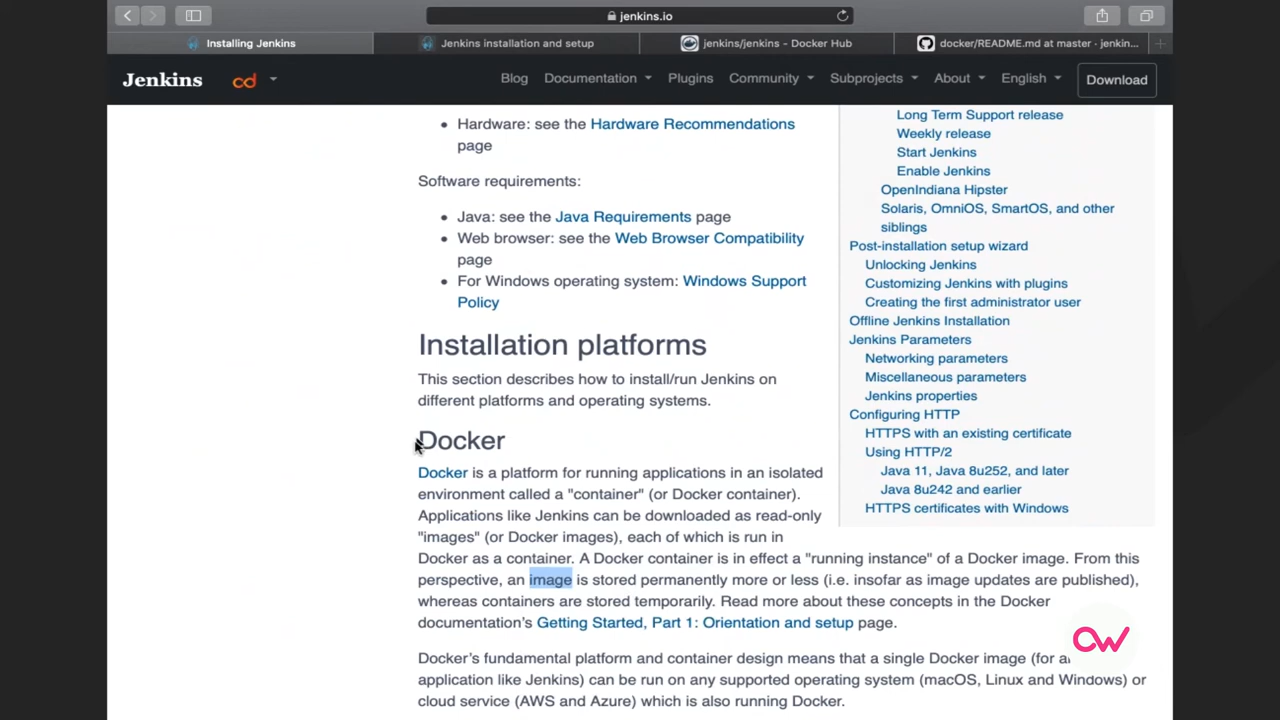 jenkins.io
Installing Jenkins
Jenkins installation and setup
jenkins/jenkins - Docker Hub
docker/README.md at master · jenkin...
Jenkins
cd
Blog
Documentation
Plugins
Community
Subprojects
About
English
Download
Hardware: see the Hardware Recommendations
page
Software requirements:
Java: see the Java Requirements page
Web browser: see the Web Browser Compatibility
page
For Windows operating system: Windows Support
Policy
Installation platforms
This section describes how to install/run Jenkins on
different platforms and operating systems.
Docker
Docker is a platform for running applications in an isolated
environment called a "container" (or Docker container).
Applications like Jenkins can be downloaded as read-only
"images" (or Docker images), each of which is run in
Docker as a container. A Docker container is in effect a "running instance" of a Docker image. From this
perspective, an image is stored permanently more or less (i.e. insofar as image updates are published),
whereas containers are stored temporarily. Read more about these concepts in the Docker
documentation's Getting Started, Part 1: Orientation and setup page.
Docker's fundamental platform and container design means that a single Docker image (for
application like Jenkins) can be run on any supported operating system (macOS, Linux and Windows) or
cloud service (AWS and Azure) which is also running Docker.
Long Term Support release
Weekly release
Start Jenkins
Enable Jenkins
OpenIndiana Hipster
Solaris, OmniOS, SmartOS, and other
siblings
Post-installation setup wizard
Unlocking Jenkins
Customizing Jenkins with plugins
Creating the first administrator user
Offline Jenkins Installation
Jenkins Parameters
Networking parameters
Miscellaneous parameters
Jenkins properties
Configuring HTTP
HTTPS with an existing certificate
Using HTTP/2
Java 11, Java 8u252, and later
Java 8u242 and earlier
HTTPS certificates with Windows